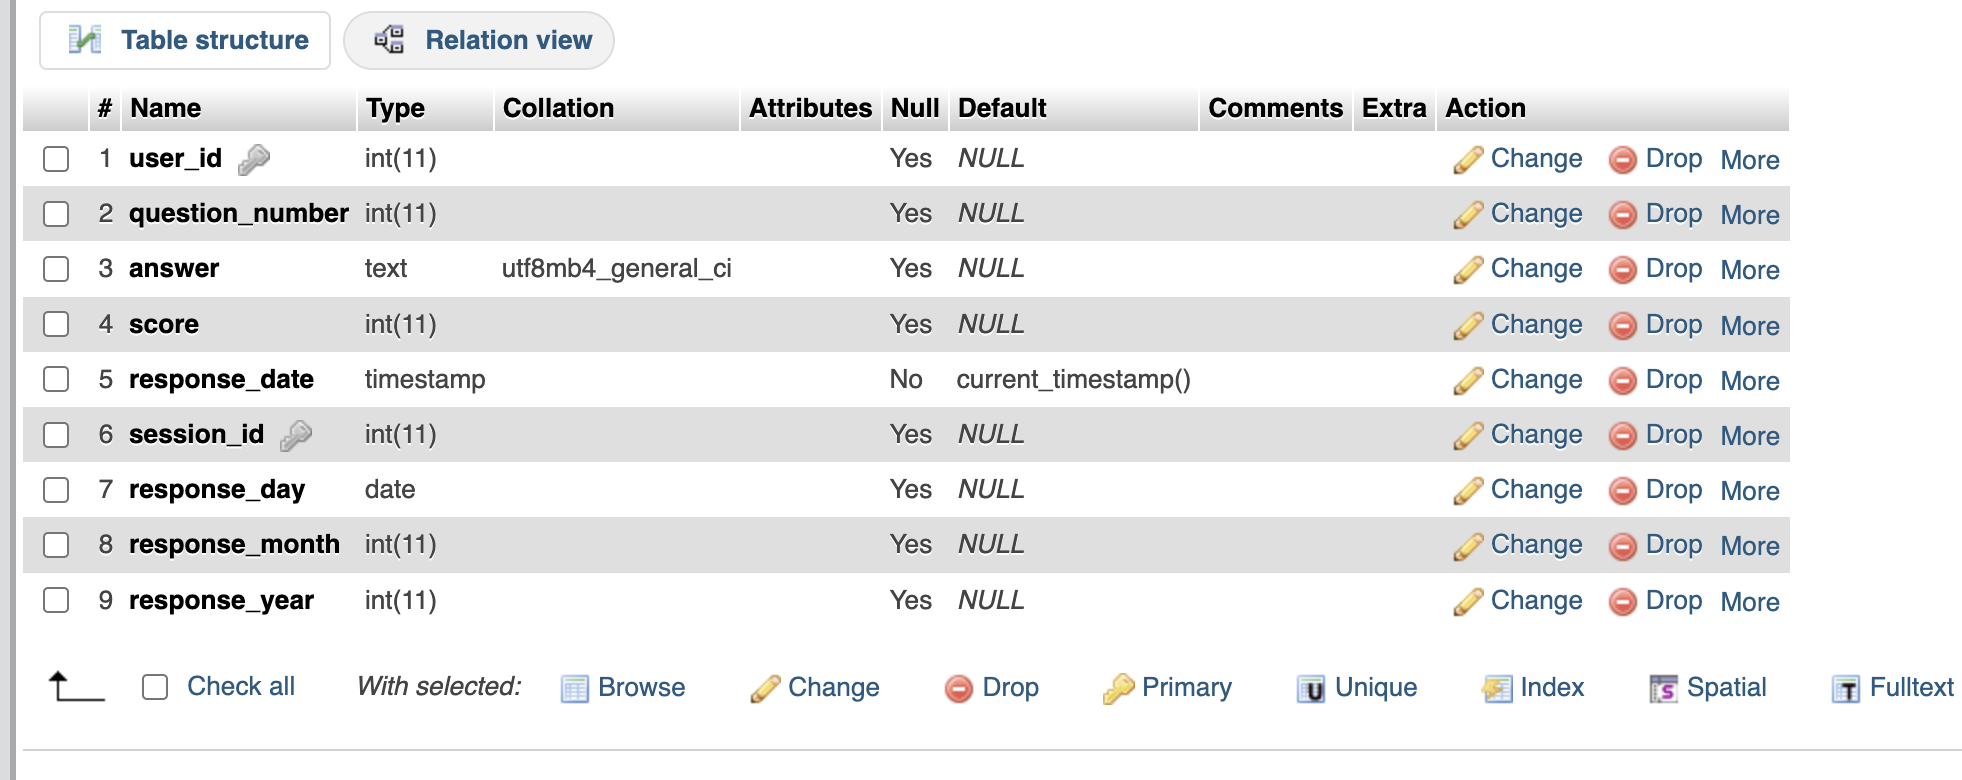 Table structure Relation view
# Name Type Collation Attributes Null Default Comments Extra Action
1 user_id int(11) Yes NULL Change Drop More
2 question_number int(11) Yes NULL Change Drop More
3 answer text utf8mb4_general_ci Yes NULL Change Drop More
4 score int(11) Yes NULL Change Drop More
5 response_date timestamp No current_timestamp() Change Drop More
6 session_id int(11) Yes NULL Change Drop More
7 response_day date Yes NULL Change Drop More
8 response_month int(11) Yes NULL Change Drop More
9 response_year int(11) Yes NULL Change Drop More
Check all With selected: Browse Change Drop Primary Unique Index Spatial Fulltext